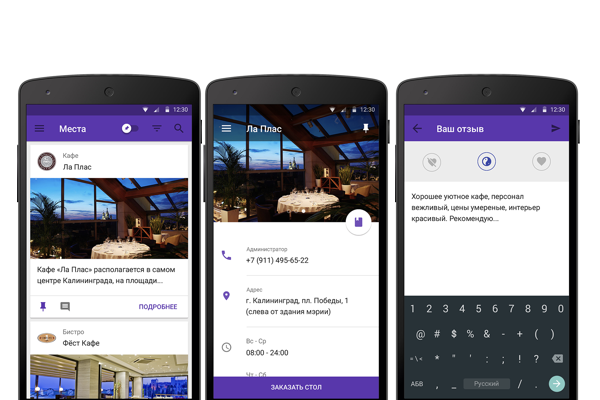 12:30
Места
Кафе
Ла Плас
Кафе «Ла Плас» располагается в самом
центре Калининграда, на площади...
ПОДРОБНЕЕ
Бистро
Фёст Кафе
12:30
Ла Плас
Администратор
+7 (911) 495-65-22
Адрес
г. Калининград, пл. Победы, 1
(слева от здания мэрии)
Вс - Ср
08:00 - 24:00
Чт - Сб
ЗАКАЗАТЬ СТОЛ
12:30
Ваш отзыв
Хорошее уютное кафе, персонал
вежливый, цены умереные, интерьер
красивый. Рекомендую...
1 2 3 4 5 6 7 8 9 0
@ # $ % & - + ( )
= \ < * " ' : ; ! ?
АБВ , _ Русский / .